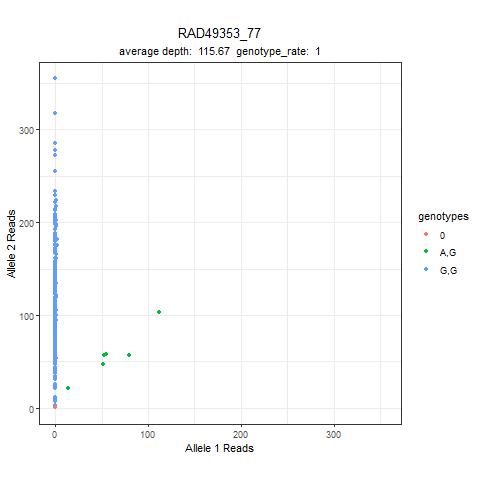 RAD49353_77
average depth: 115.67 genotype_rate: 1
300
200
100
0
Allele 2 Reads
0 100 200 300
Allele 1 Reads
genotypes
0
A,G
G,G